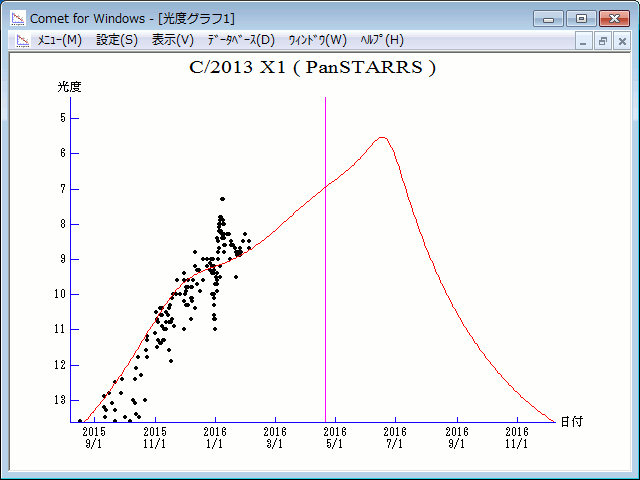 Comet for Windows - [光度グラフ1]
ﾒﾆｭｰ(M) 設定(S) 表示(V) ﾃﾞｰﾀﾍﾞｰｽ(D) ｳｨﾝﾄﾞｳ(W) ﾍﾙﾌﾟ(H)
C/2013 X1 ( PanSTARRS )
光度
5
6
7
8
9
10
11
12
13
日付
2015 2015 2016 2016 2016 2016 2016 2016
9/1 11/1 1/1 3/1 5/1 7/1 9/1 11/1